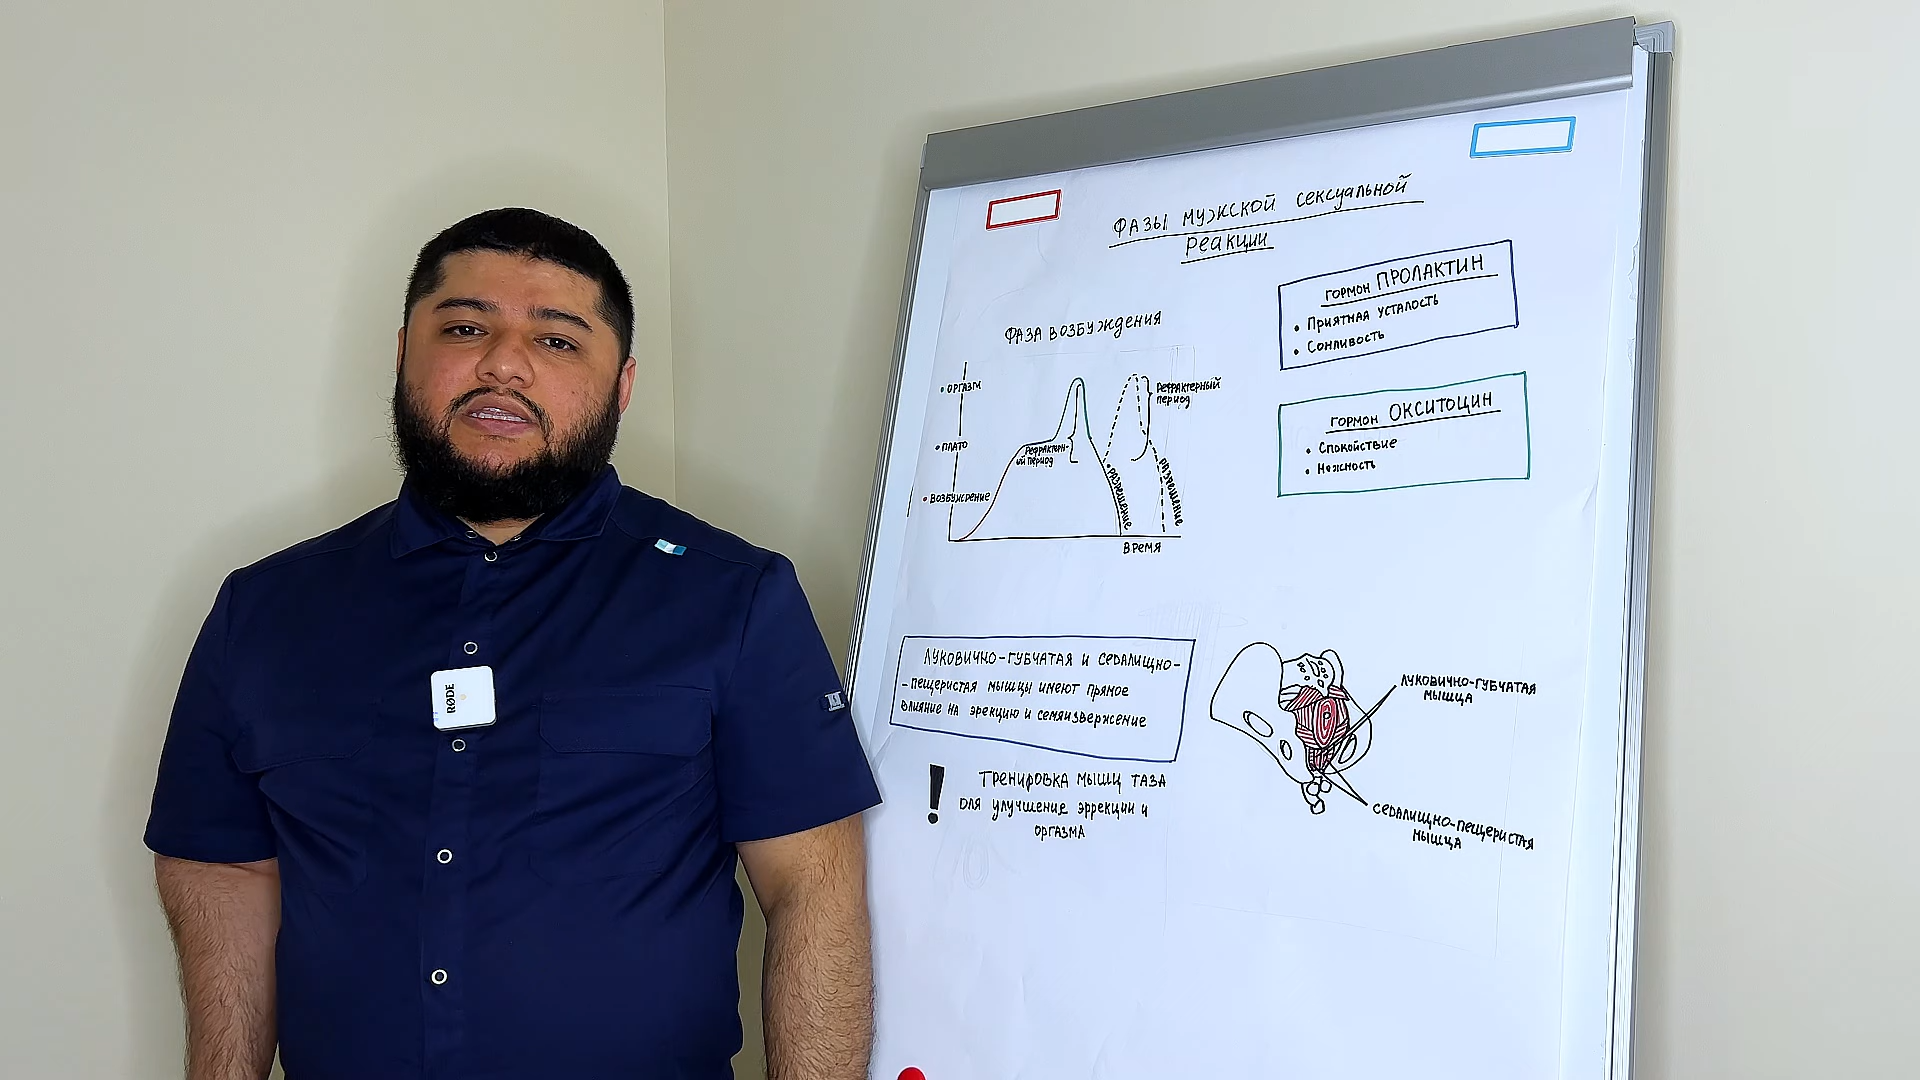 Фазы мужской сексуальной
реакции
гормон ПРОЛАКТИН
• Приятная усталость
• Сонливость
гормон ОКСИТОЦИН
• Спокойствие
• Нежность
Фаза возбуждения
• Оргазм
• Плато
• Возбужсрение
Рефрактерн-
ый период
Рефрактерный
период
• Разрешение
Разрешение
Время
Луковично-губчатая и седалищно-
-пещеристая мышцы имеют прямое
влияние на эрекцию и семяизвержение
! Тренировка мышц таза
для улучшение эррекции и
оргазма
Луковично-губчатая
мышца
Седалищно-пещеристая
мышца
RØDE